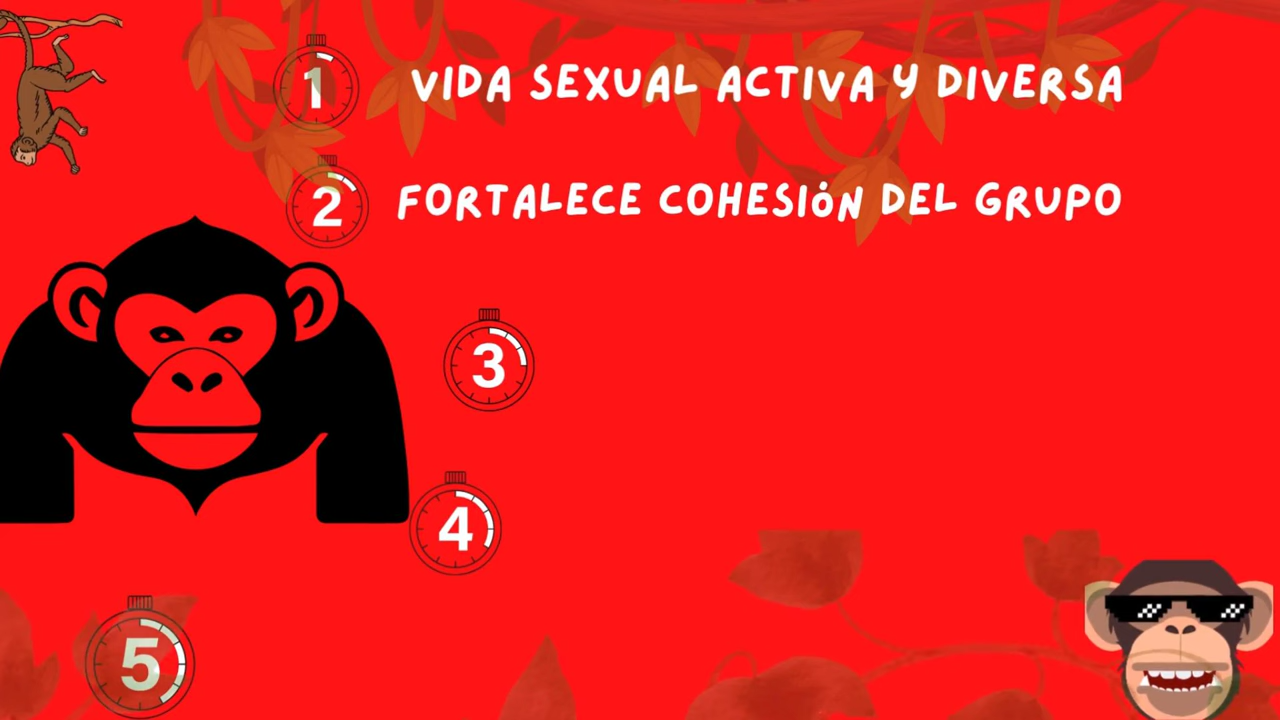 1 VIDA SEXUAL ACTIVA Y DIVERSA
2 FORTALECE COHESIÓN DEL GRUPO
3
4
5